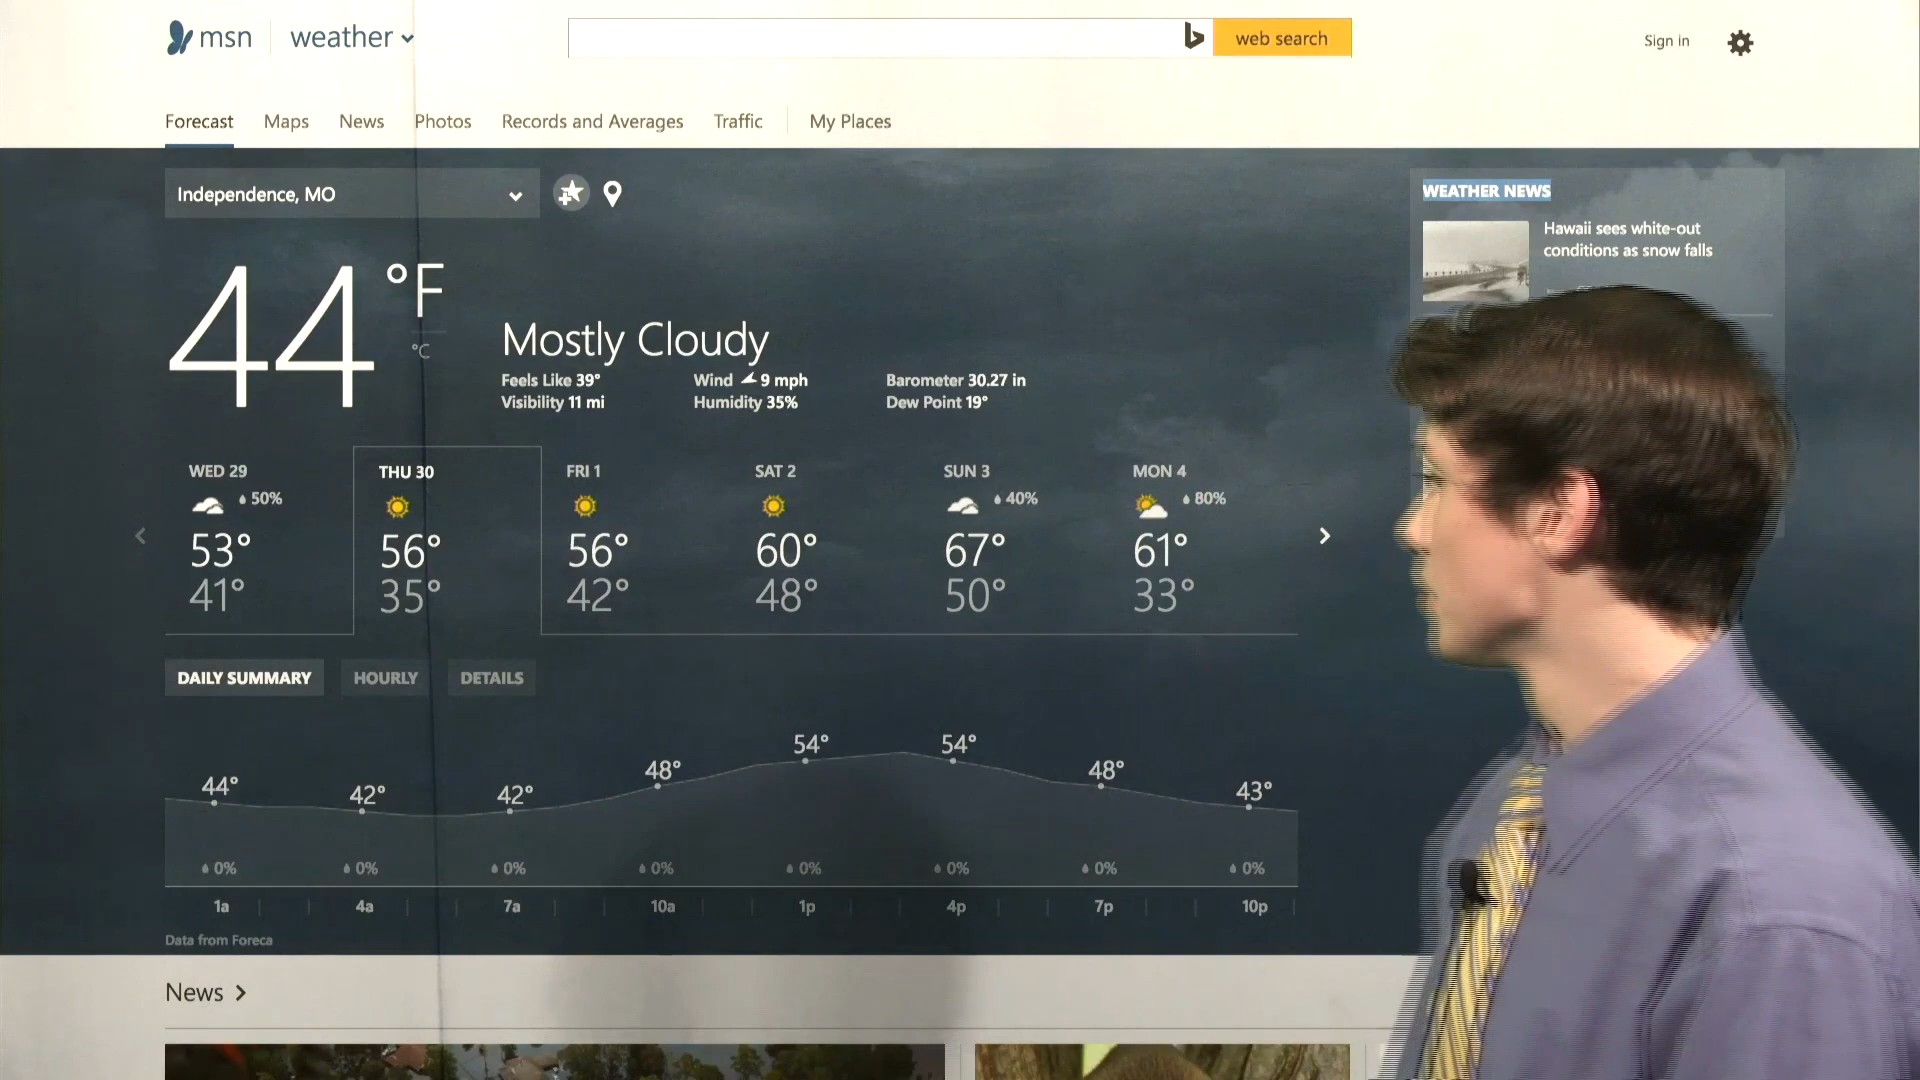 msn
weather
web search
Sign in
Forecast
Maps
News
Photos
Records and Averages
Traffic
My Places
Independence, MO
44 °F
°C
Mostly Cloudy
Feels Like 39°
Wind 9 mph
Barometer 30.27 in
Visibility 11 mi
Humidity 35%
Dew Point 19°
WEATHER NEWS
Hawaii sees white-out
conditions as snow falls
WED 29
50%
53°
41°
THU 30
56°
35°
FRI 1
56°
42°
SAT 2
60°
48°
SUN 3
40%
67°
50°
MON 4
80%
61°
33°
DAILY SUMMARY
HOURLY
DETAILS
44° 42° 42° 48° 54° 54° 48° 43°
0% 0% 0% 0% 0% 0% 0% 0%
1a 4a 7a 10a 1p 4p 7p 10p
Data from Foreca
News